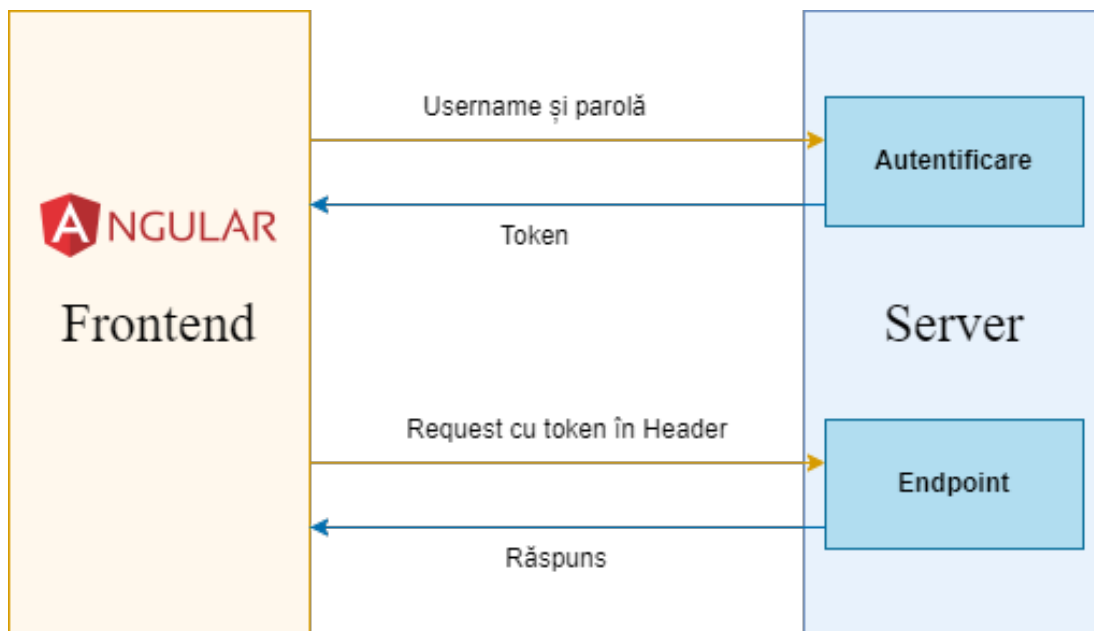 Username și parolă
Autentificare
Token
ANGULAR
Frontend
Server
Request cu token în Header
Endpoint
Răspuns